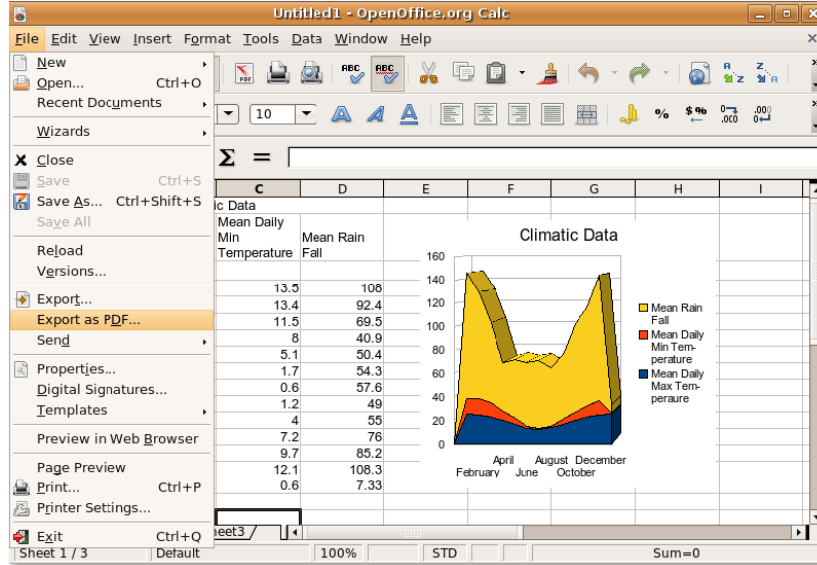 Untitled1 - OpenOffice.org Calc
File Edit View Insert Format Tools Data Window Help
New
Open... Ctrl+O
Recent Documents
Wizards
Close
Save Ctrl+S
Save As... Ctrl+Shift+S
Save All
Reload
Versions...
Export...
Export as PDF...
Send
Properties...
Digital Signatures...
Templates
Preview in Web Browser
Page Preview
Print... Ctrl+P
Printer Settings...
Exit Ctrl+Q
PDF ABC ABC A Z Z A
10 A A A % $% 0 .000 .000 0
Σ =
C D E F G H I
ic Data
Mean Daily
Min Mean Rain
Temperature Fall
13.5 108
13.4 92.4
11.5 69.5
8 40.9
5.1 50.4
1.7 54.3
0.6 57.6
1.2 49
4 55
7.2 76
9.7 85.2
12.1 108.3
0.6 7.33
Climatic Data
160
140
120
100
80
60
40
20
0
April August December
February June October
Mean Rain
Fall
Mean Daily
Min Tem-
perature
Mean Daily
Max Tem-
peraure
eet3
Sheet 1 / 3 Default 100% STD Sum=0